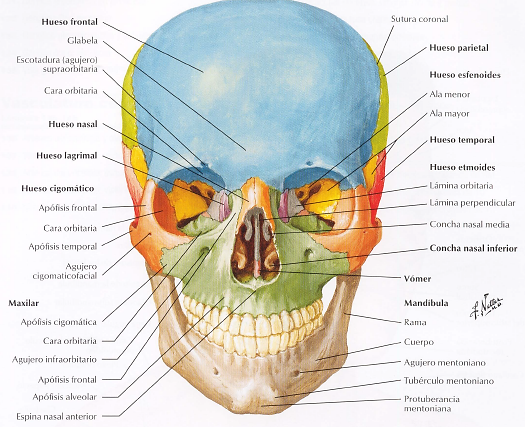 Hueso frontal
Glabela
Escotadura (agujero)
supraorbitaria
Cara orbitaria
Hueso nasal
Hueso lagrimal
Hueso cigomático
Apófisis frontal
Cara orbitaria
Apófisis temporal
Agujero
cigomaticofacial
Maxilar
Apófisis cigomática
Cara orbitaria
Agujero infraorbitario
Apófisis frontal
Apófisis alveolar
Espina nasal anterior
Sutura coronal
Hueso parietal
Hueso esfenoides
Ala menor
Ala mayor
Hueso temporal
Hueso etmoides
Lámina orbitaria
Lámina perpendicular
Concha nasal media
Concha nasal inferior
Vómer
Mandíbula
Rama
Cuerpo
Agujero mentoniano
Tubérculo mentoniano
Protuberancia
mentoniana